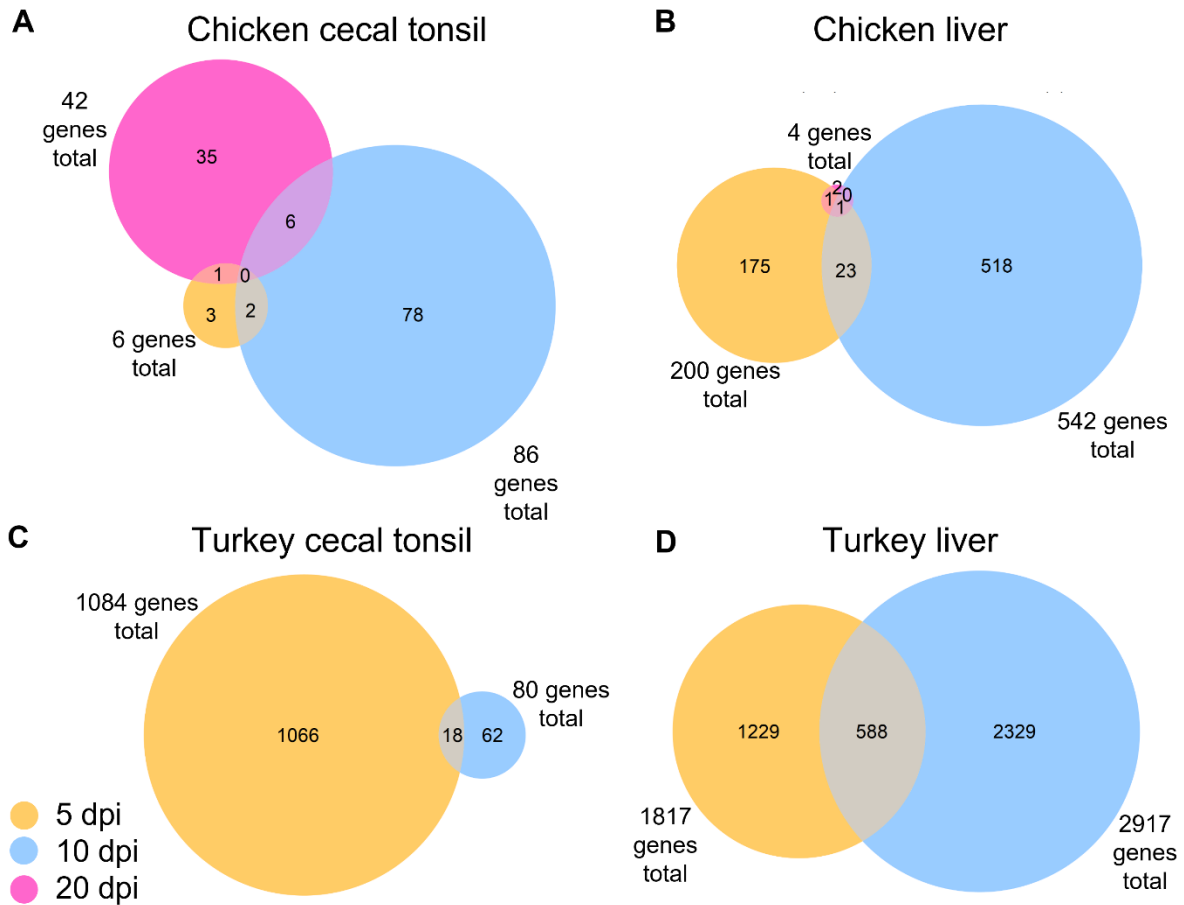 A
Chicken cecal tonsil
42
genes
total
35
6
1
0
3
2
78
6 genes
total
86
genes
total
B
Chicken liver
4 genes
total
2
1
0
1
175
23
518
200 genes
total
542 genes
total
C
Turkey cecal tonsil
1084 genes
total
80 genes
total
1066
18
62
5 dpi
10 dpi
20 dpi
D
Turkey liver
1229
588
2329
1817
genes
total
2917
genes
total